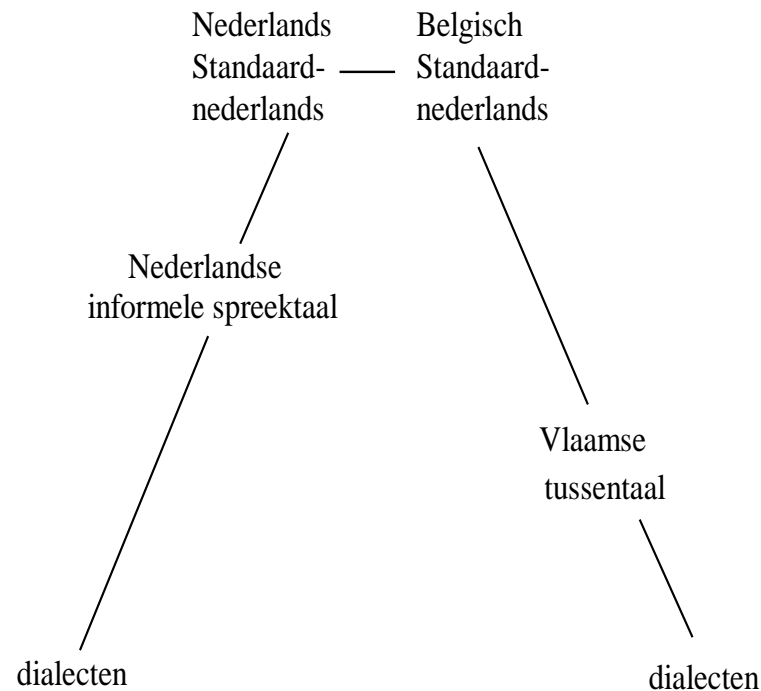 Nederlands
Standaard-
nederlands
Belgisch
Standaard-
nederlands
Nederlandse
informele spreektaal
Vlaamse
tussentaal
dialecten
dialecten